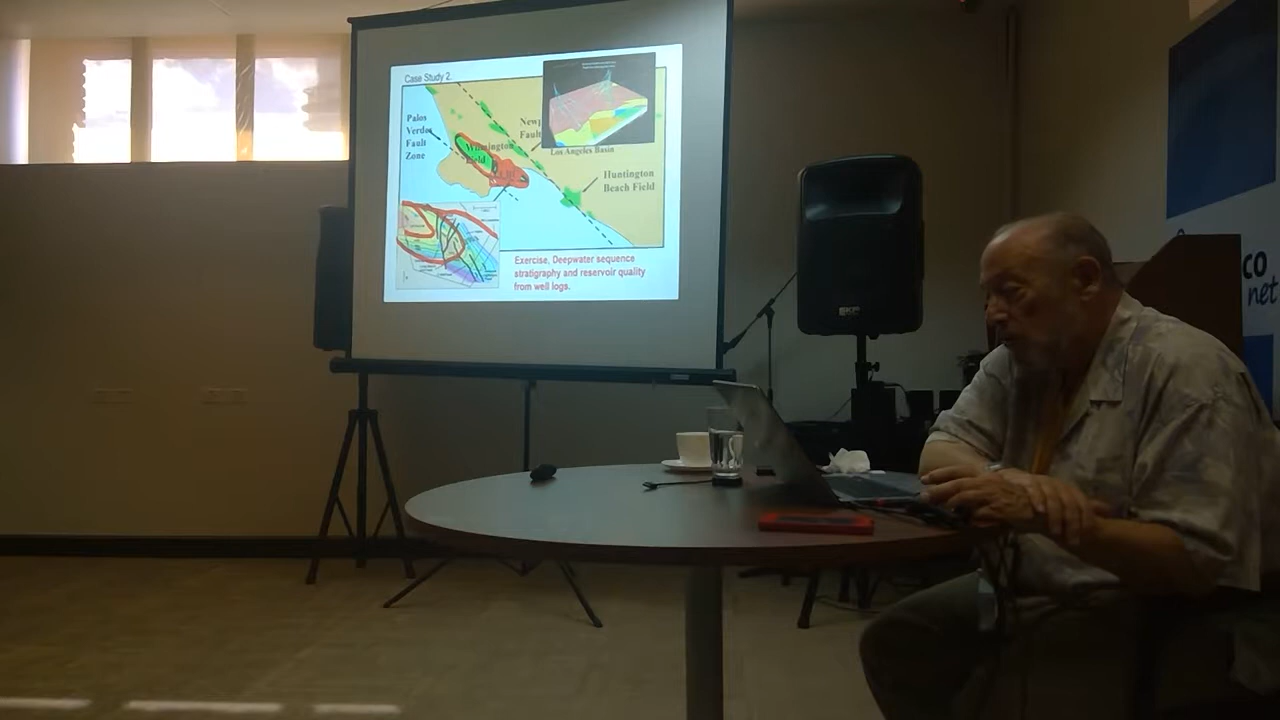 Case Study 2.
Palos
Verdes
Fault
Zone
Newp
Fault
Wilmington
Field
Los Angeles Basin
Huntington
Beach Field
Exercise, Deepwater sequence
stratigraphy and reservoir quality
from well logs.
co
net